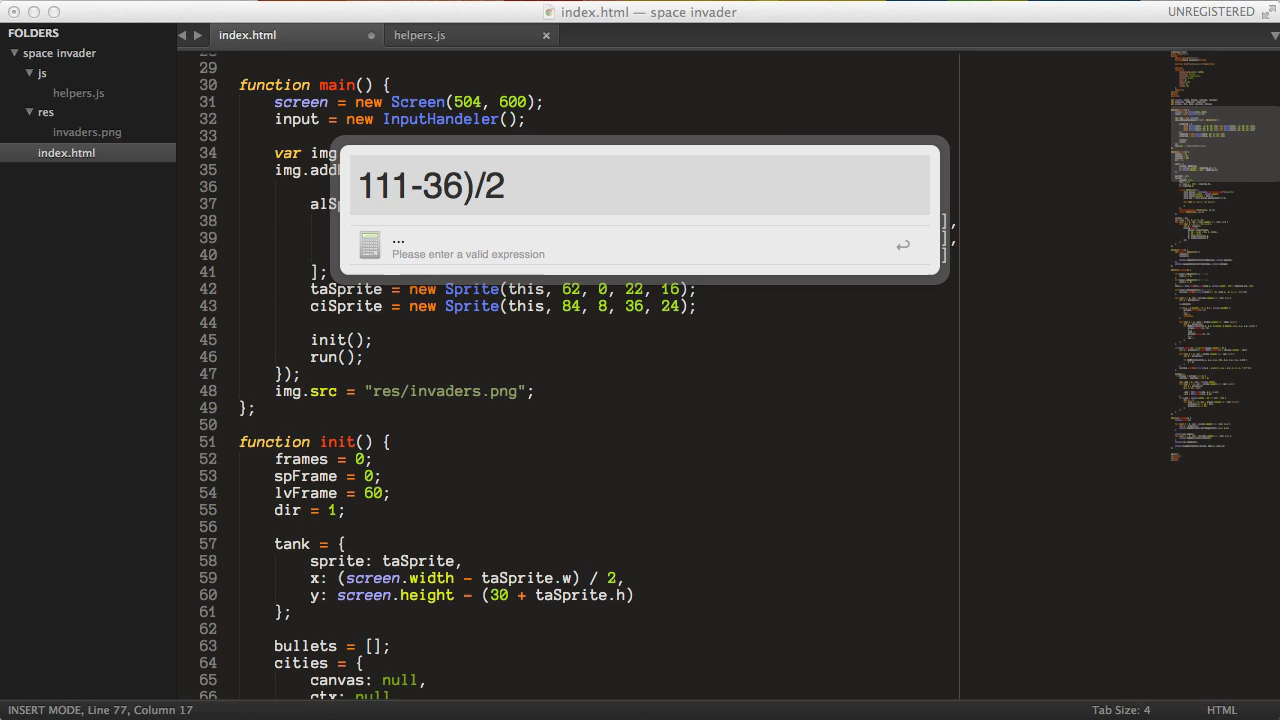 index.html — space invader
UNREGISTERED
FOLDERS
space invader
js
helpers.js
res
invaders.png
index.html
index.html
helpers.js
28
29
30 function main() {
31 screen = new Screen(504, 600);
32 input = new InputHandeler();
33
34 var img
35 img.add
36
37 alSp
38 ],
39 ],
40 ]
41 ];
42 taSprite = new Sprite(this, 62, 0, 22, 16);
43 ciSprite = new Sprite(this, 84, 8, 36, 24);
44
45 init();
46 run();
47 });
48 img.src = "res/invaders.png";
49 };
50
51 function init() {
52 frames = 0;
53 spFrame = 0;
54 lvFrame = 60;
55 dir = 1;
56
57 tank = {
58 sprite: taSprite,
59 x: (screen.width - taSprite.w) / 2,
60 y: screen.height - (30 + taSprite.h)
61 };
62
63 bullets = [];
64 cities = {
65 canvas: null,
66 ctx: null
111-36)/2
...
Please enter a valid expression
INSERT MODE, Line 77, Column 17
Tab Size: 4
HTML